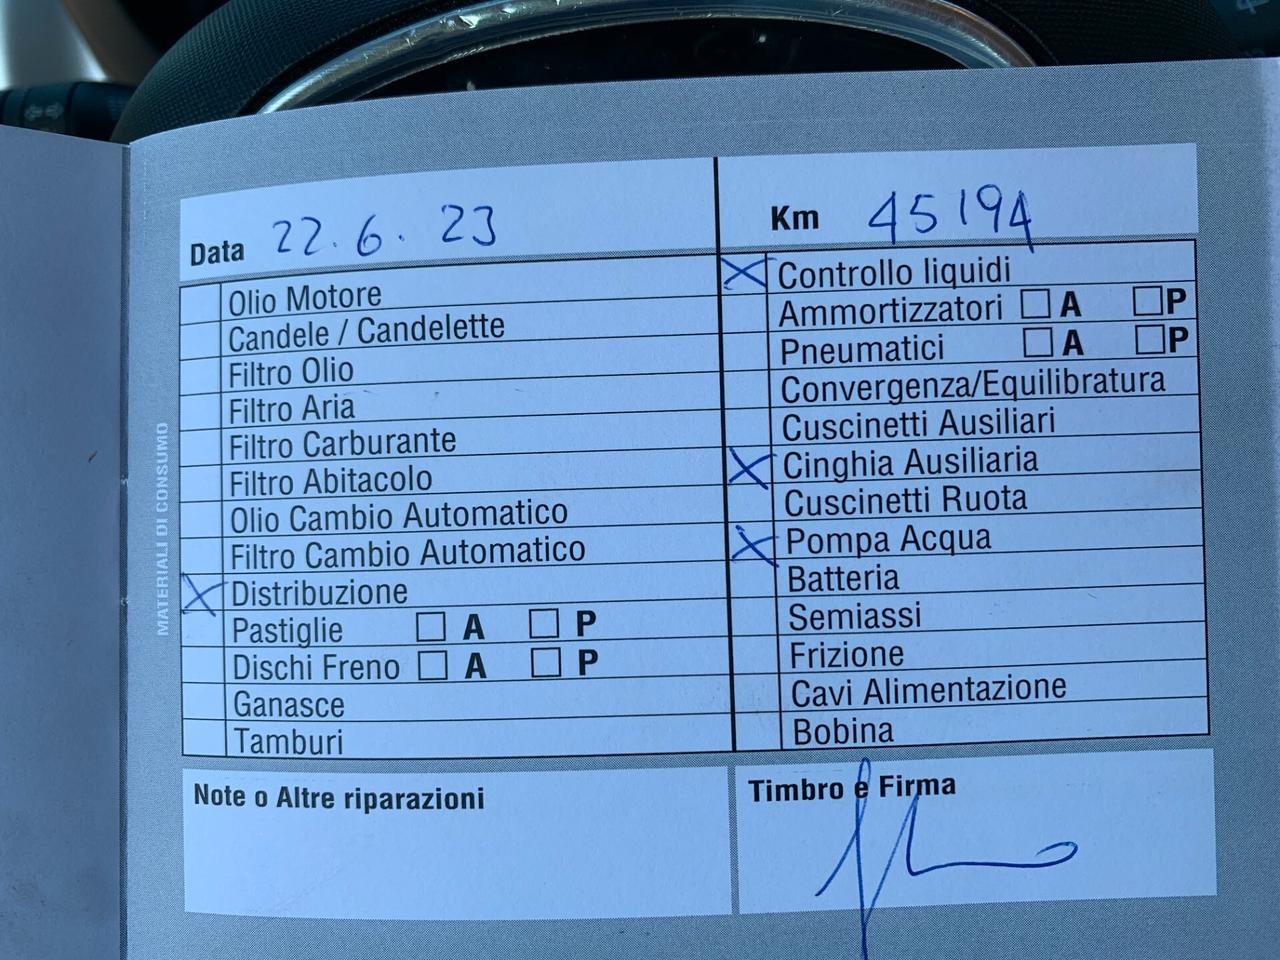 Data 22.6.23
Km 45194
Olio Motore
Candele / Candelette
Filtro Olio
Filtro Aria
Filtro Carburante
Filtro Abitacolo
Olio Cambio Automatico
Filtro Cambio Automatico
X Distribuzione
Pastiglie A P
Dischi Freno A P
Ganasce
Tamburi
X Controllo liquidi
Ammortizzatori A P
Pneumatici A P
Convergenza/Equilibratura
Cuscinetti Ausiliari
X Cinghia Ausiliaria
Cuscinetti Ruota
X Pompa Acqua
Batteria
Semiassi
Frizione
Cavi Alimentazione
Bobina
MATERIALI DI CONSUMO
Note o Altre riparazioni
Timbro e Firma